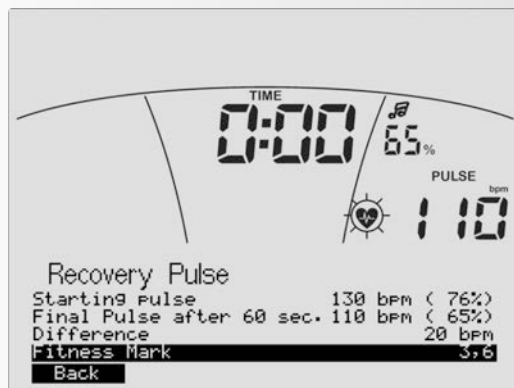 TIME
0:00
65%
PULSE
bpm
110
Recovery Pulse
Starting pulse 130 bpm ( 76%)
Final Pulse after 60 sec. 110 bpm ( 65%)
Difference 20 bpm
Fitness Mark 3,6
Back